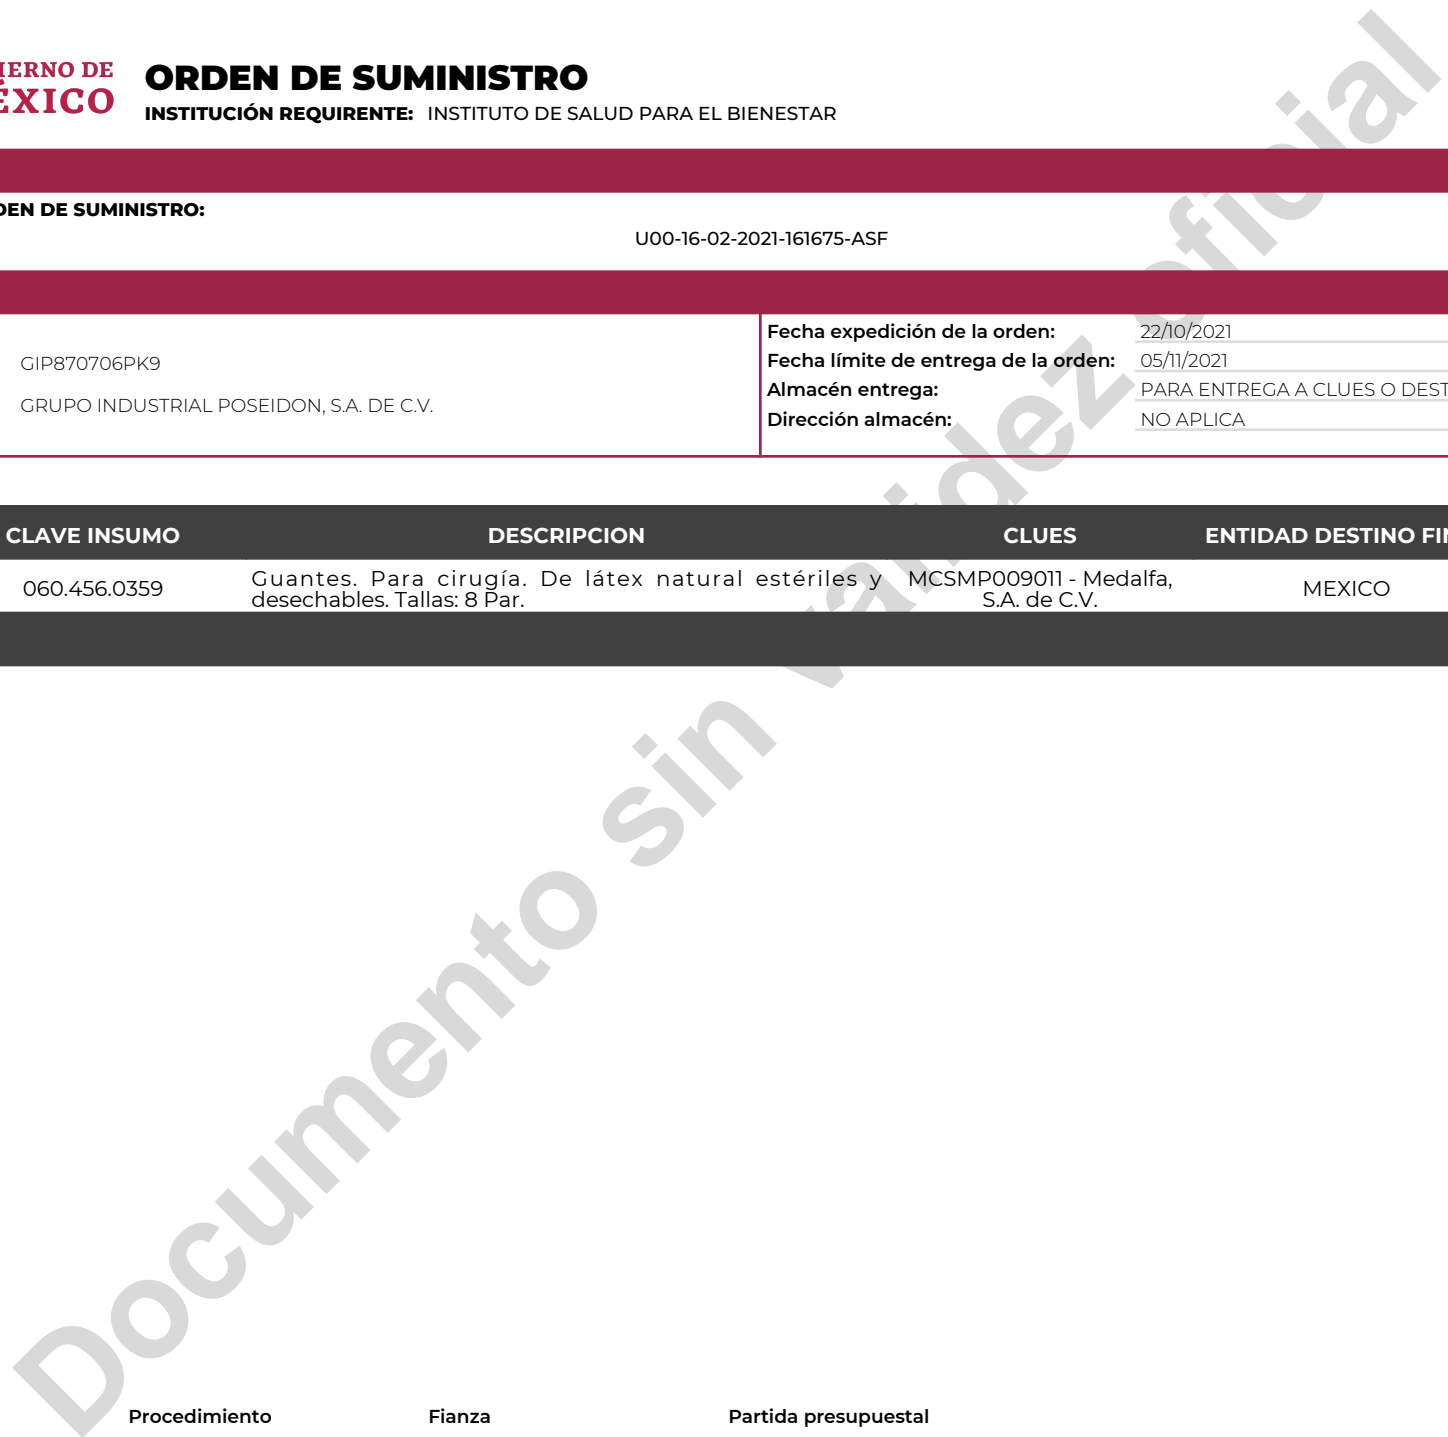 IERNO DE
ÉXICO
ORDEN DE SUMINISTRO
INSTITUCIÓN REQUIRENTE: INSTITUTO DE SALUD PARA EL BIENESTAR
DEN DE SUMINISTRO:
U00-16-02-2021-161675-ASF
GIP870706PK9
GRUPO INDUSTRIAL POSEIDON, S.A. DE C.V.
Fecha expedición de la orden: 22/10/2021
Fecha límite de entrega de la orden: 05/11/2021
Almacén entrega: PARA ENTREGA A CLUES O DEST
Dirección almacén: NO APLICA
CLAVE INSUMO DESCRIPCION CLUES ENTIDAD DESTINO FIN
060.456.0359 Guantes. Para cirugía. De látex natural estériles y MCSMP009011 - Medalfa, MEXICO
desechables. Tallas: 8 Par. S.A. de C.V.
Documento sin validez oficial
Procedimiento Fianza Partida presupuestal